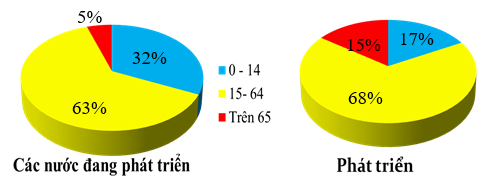 5%
32%
63%
Các nước đang phát triển
0 - 14
15- 64
Trên 65
15%
17%
68%
Phát triển